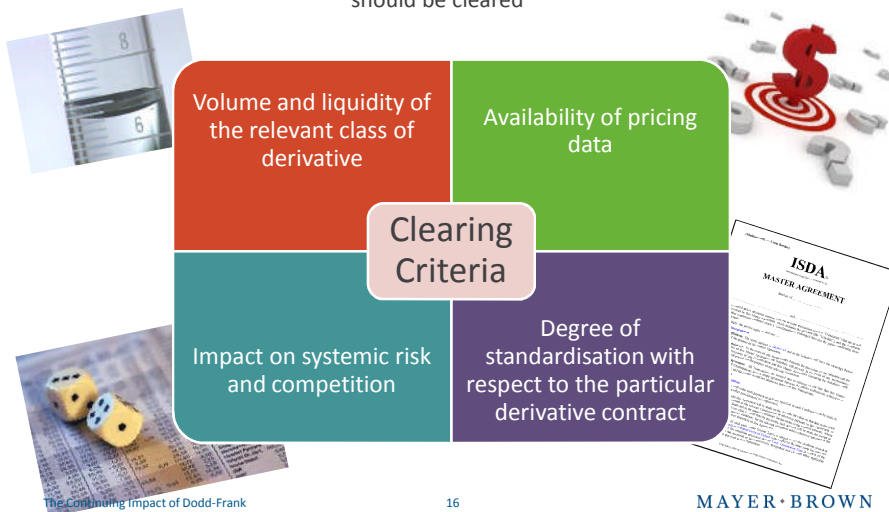 should be cleared
8
6
Volume and liquidity of
the relevant class of
derivative
Availability of pricing
data
Clearing
Criteria
Impact on systemic risk
and competition
Degree of
standardisation with
respect to the particular
derivative contract
ISDA
MASTER AGREEMENT
The Continuing Impact of Dodd-Frank
16
MAYER • BROWN